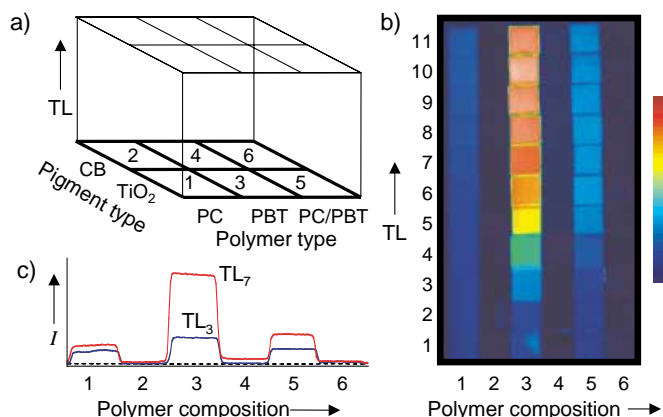 a)
TL
CB
TiO2
Pigment type
2 4 6
1 3 5
PC PBT PC/PBT
Polymer type
b)
11
10
9
8
7
6
5
4
3
2
1
TL
1 2 3 4 5 6
Polymer composition
c)
I
TL7
TL3
1 2 3 4 5 6
Polymer composition